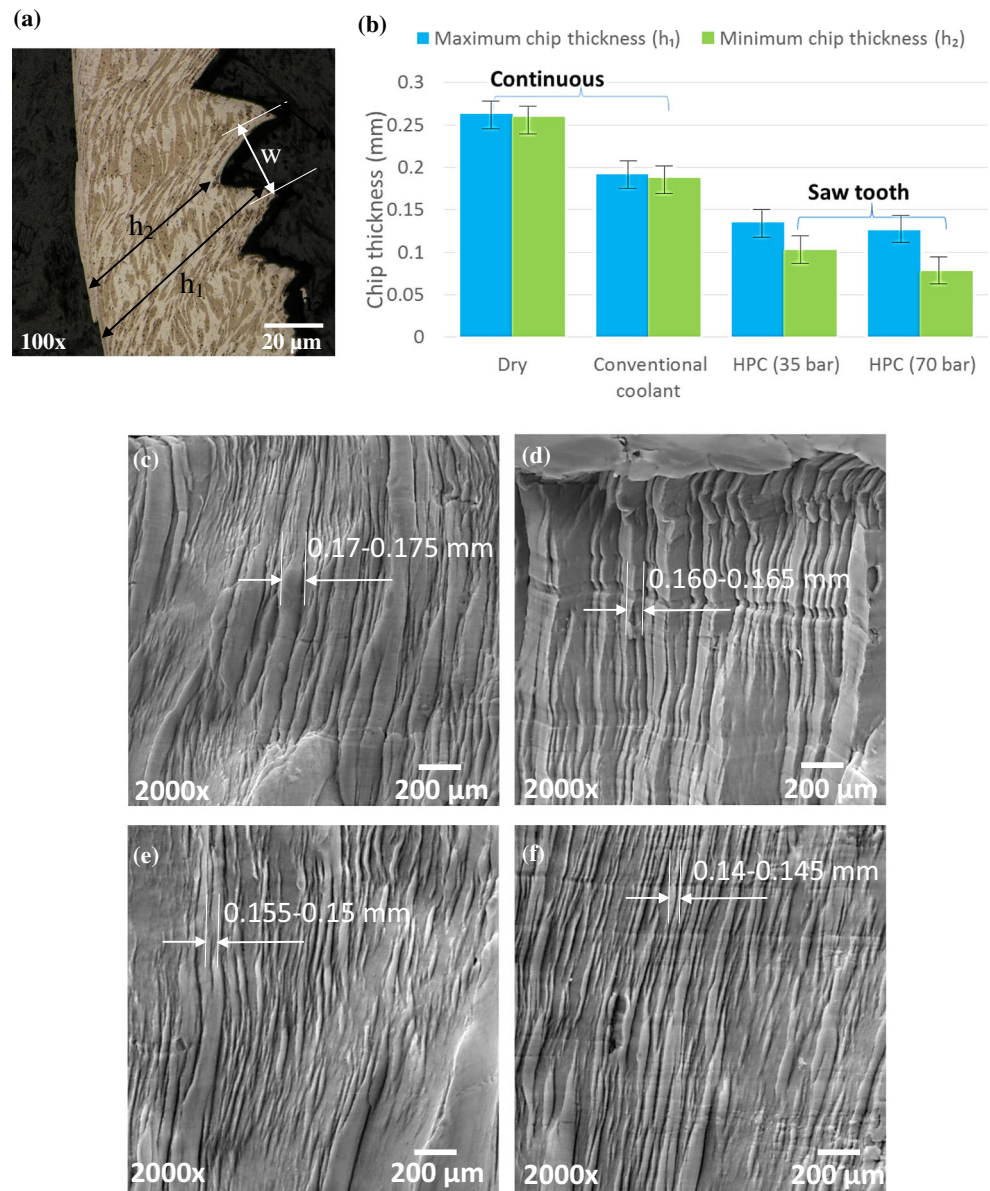 (a)
w
h₂
h₁
100x
20 µm
(b)
Maximum chip thickness (h₁) Minimum chip thickness (h₂)
Chip thickness (mm)
0.3
0.25
0.2
0.15
0.1
0.05
0
Continuous
Saw tooth
Dry
Conventional coolant
HPC (35 bar)
HPC (70 bar)
(c)
0.17-0.175 mm
2000x
200 µm
(d)
0.160-0.165 mm
2000x
200 µm
(e)
0.155-0.15 mm
2000x
200 µm
(f)
0.14-0.145 mm
2000x
200 µm